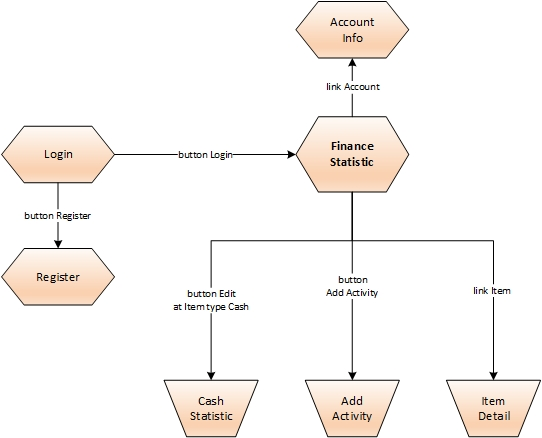 Account
Info
link Account
Login
button Login
Finance
Statistic
button Register
Register
button Edit
at Item type Cash
button
Add Activity
link Item
Cash
Statistic
Add
Activity
Item
Detail